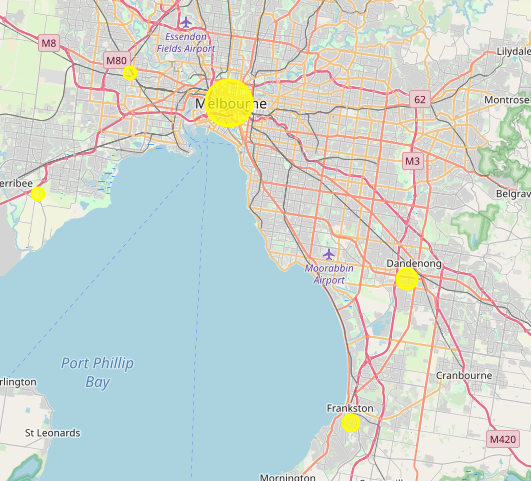 Essendon
Fields Airport
M8
Lilydale
M80
62
Melbourne
Montrose
M3
erribee
Belgrav
Dandenong
Moorabbin
Airport
Port Phillip
Bay
Cranbourne
rlington
Frankston
St Leonards
M420
Mornington